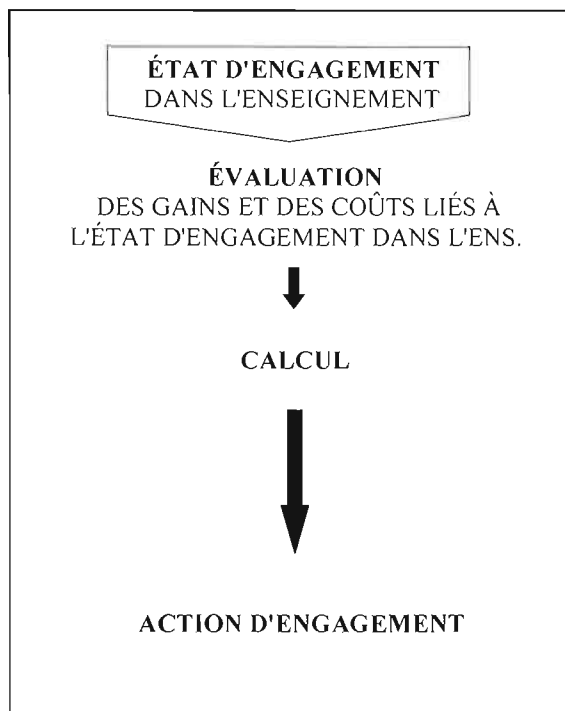 ÉTAT D'ENGAGEMENT
DANS L'ENSEIGNEMENT
ÉVALUATION
DES GAINS ET DES COÛTS LIÉS À
L'ÉTAT D'ENGAGEMENT DANS L'ENS.
CALCUL
ACTION D'ENGAGEMENT